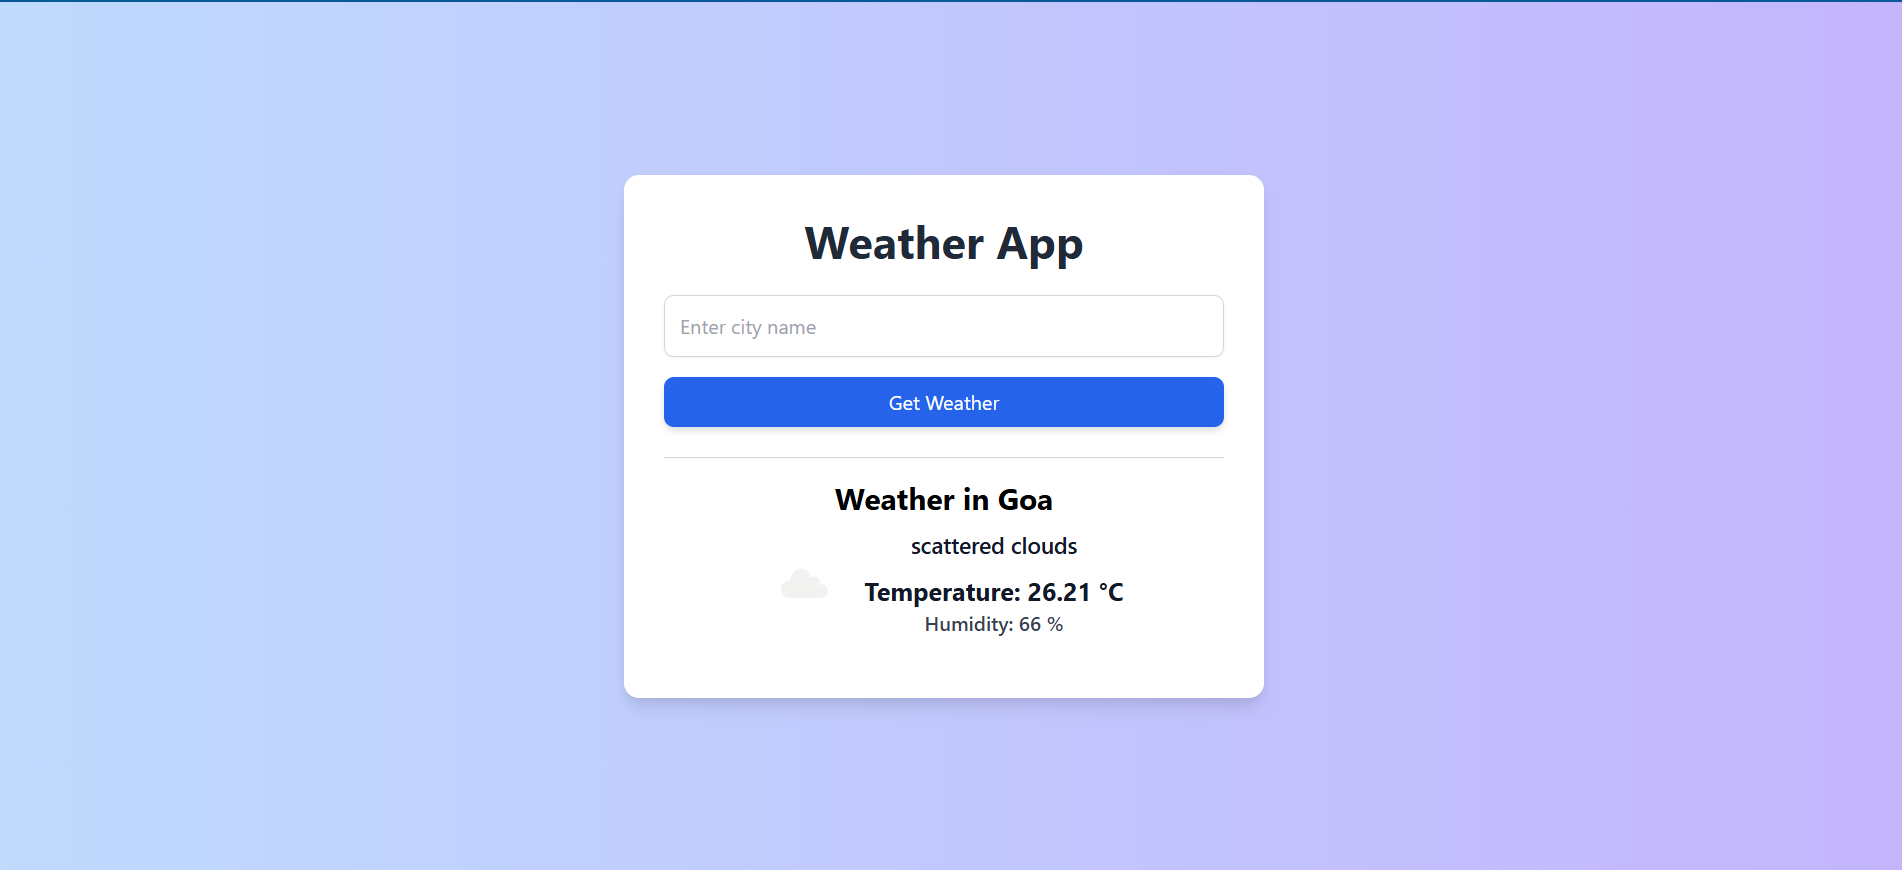 Weather App
Enter city name
Get Weather
Weather in Goa
scattered clouds
Temperature: 26.21 °C
Humidity: 66 %